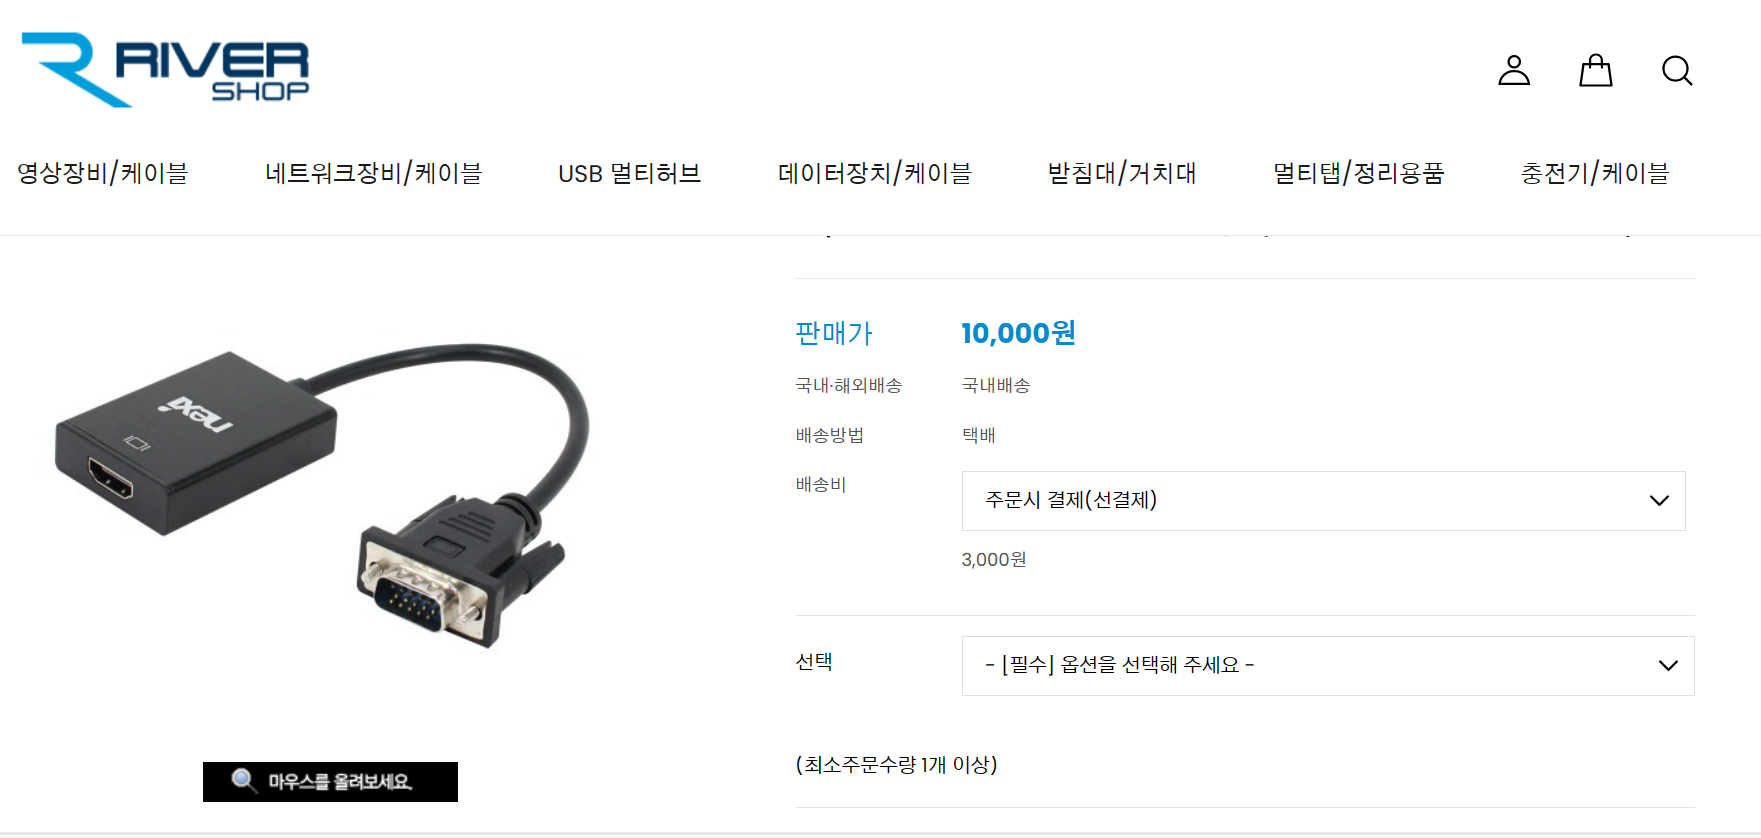 RIVER
SHOP
영상장비/케이블
네트워크장비/케이블
USB 멀티허브
데이터장치/케이블
받침대/거치대
멀티탭/정리용품
충전기/케이블
판매가
10,000원
국내·해외배송
국내배송
배송방법
택배
배송비
주문시 결제(선결제)
3,000원
선택
- [필수] 옵션을 선택해 주세요 -
(최소주문수량 1개 이상)
nexi
마우스를 올려보세요.